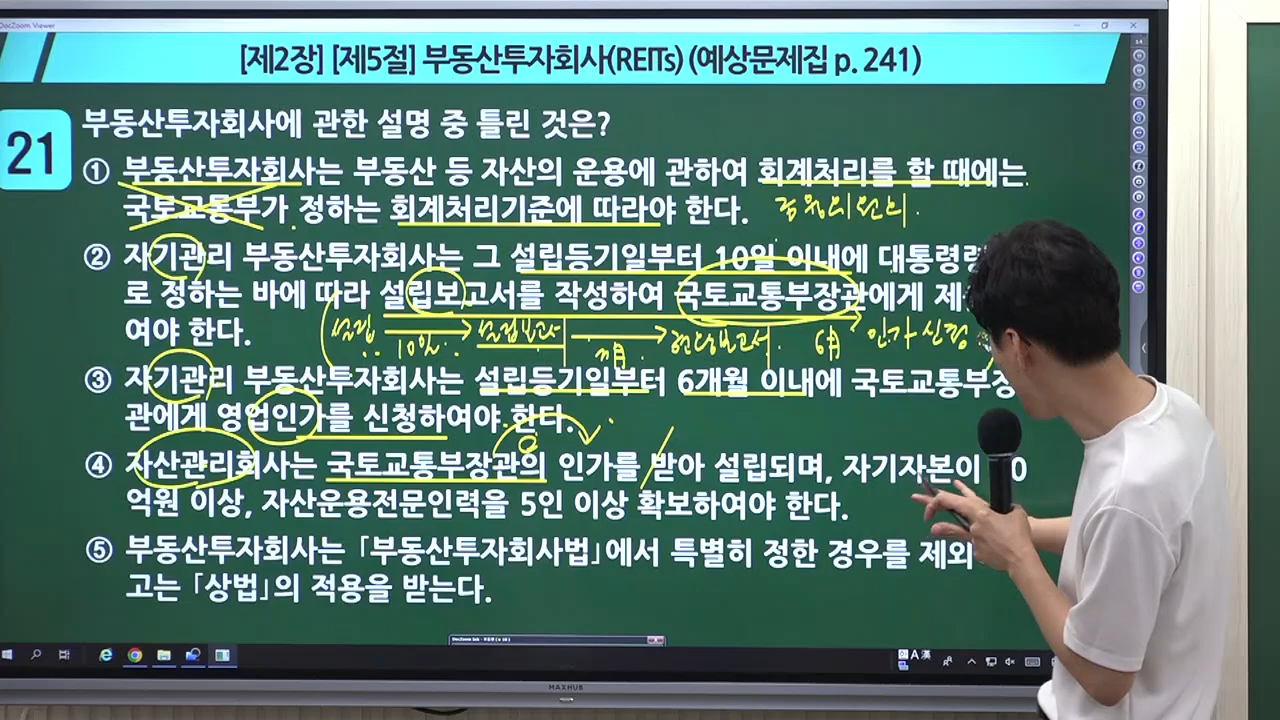 DocZoom Viewer
[제2장] [제5절] 부동산투자회사(REITs) (예상문제집 p. 241)
21
부동산투자회사에 관한 설명 중 틀린 것은?
① 부동산투자회사는 부동산 등 자산의 운용에 관하여 회계처리를 할 때에는
국토교통부가 정하는 회계처리기준에 따라야 한다.
② 자기관리 부동산투자회사는 그 설립등기일부터 10일 이내에 대통령령
로 정하는 바에 따라 설립보고서를 작성하여 국토교통부장관에게 제
여야 한다.
설립 10일 설립보고서 현황보고서 6月 인가신청
③ 자기관리 부동산투자회사는 설립등기일부터 6개월 이내에 국토교통부장
관에게 영업인가를 신청하여야 한다.
④ 자산관리회사는 국토교통부장관의 인가를 받아 설립되며, 자기자본이 0
억원 이상, 자산운용전문인력을 5인 이상 확보하여야 한다.
⑤ 부동산투자회사는 「부동산투자회사법」에서 특별히 정한 경우를 제외
고는 「상법」의 적용을 받는다.
A 漢
MAXHUB